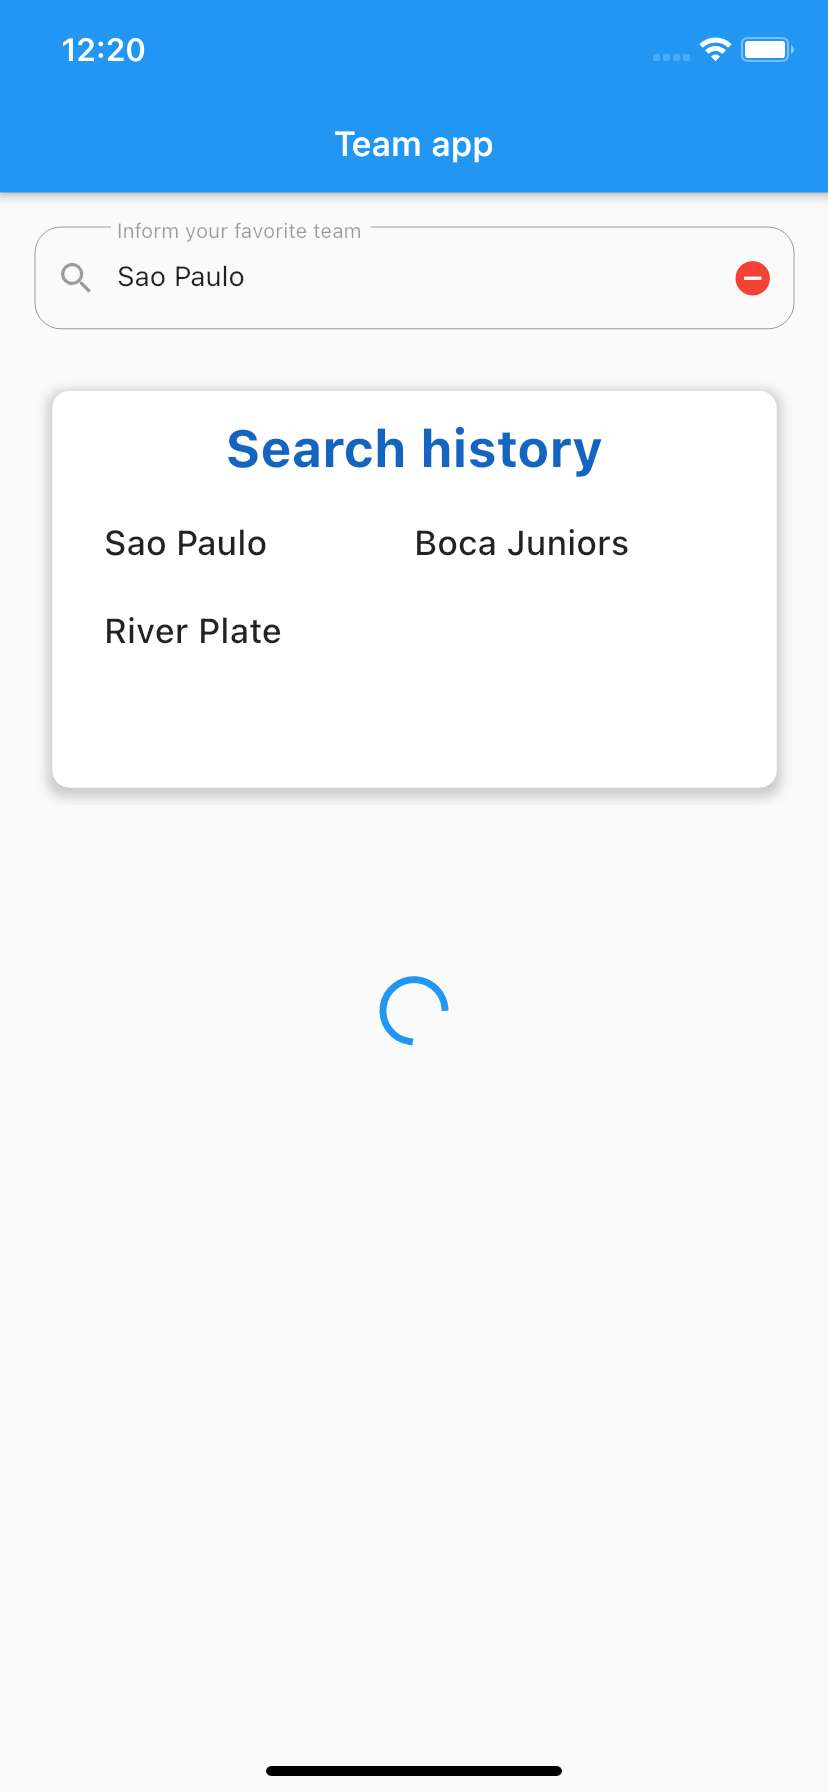 12:20
Team app
Inform your favorite team
Sao Paulo
Search history
Sao Paulo Boca Juniors
River Plate